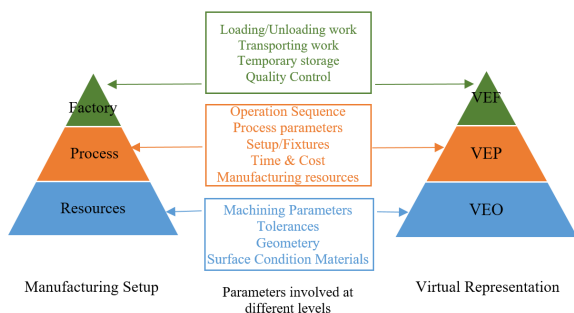 Loading/Unloading work
Transporting work
Temporary storage
Quality Control
Factory
VEF
Operation Sequence
Process parameters
Setup/Fixtures
Time & Cost
Manufacturing resources
Process
VEP
Machining Parameters
Tolerances
Geometery
Surface Condition Materials
Resources
VEO
Manufacturing Setup
Parameters involved at
different levels
Virtual Representation